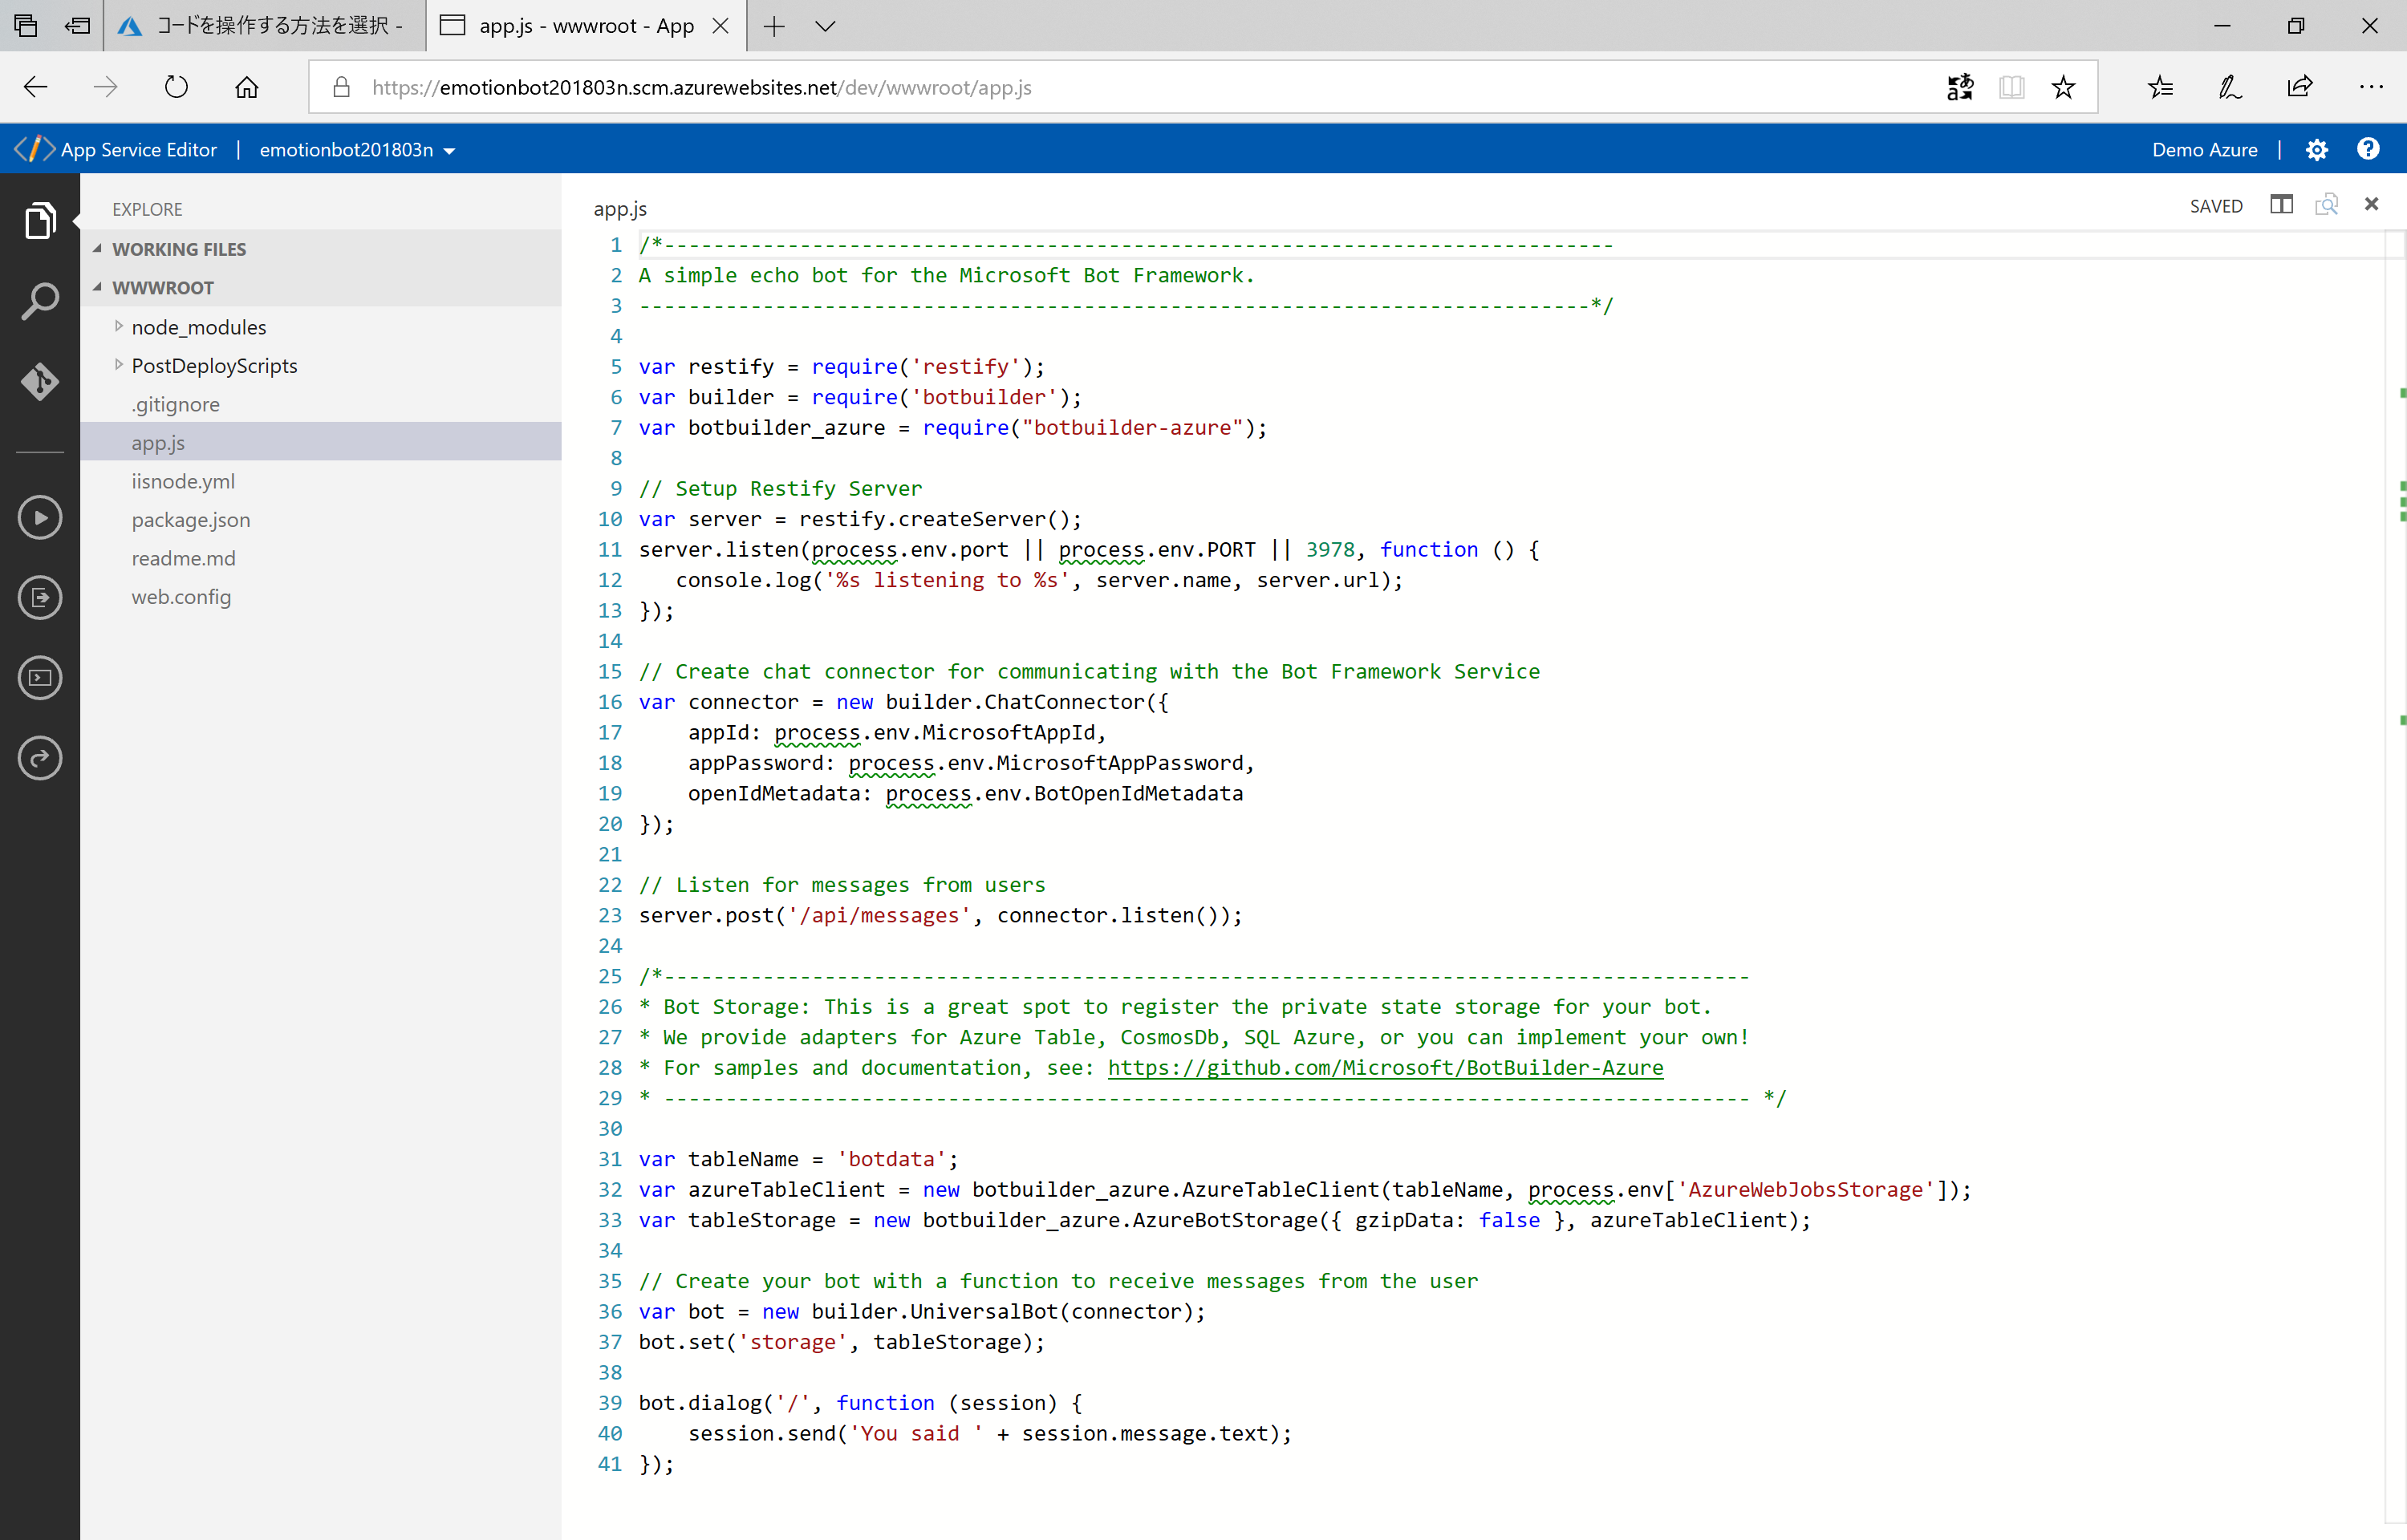 コードを操作する方法を選択 -
app.js - wwwroot - App
https://emotionbot201803n.scm.azurewebsites.net/dev/wwwroot/app.js
App Service Editor | emotionbot201803n
Demo Azure |
EXPLORE
WORKING FILES
WWWROOT
node_modules
PostDeployScripts
.gitignore
app.js
iisnode.yml
package.json
readme.md
web.config
app.js
SAVED
1 /*-----------------------------------------------------------------------------
2 A simple echo bot for the Microsoft Bot Framework.
3 -----------------------------------------------------------------------------*/
4
5 var restify = require('restify');
6 var builder = require('botbuilder');
7 var botbuilder_azure = require("botbuilder-azure");
8
9 // Setup Restify Server
10 var server = restify.createServer();
11 server.listen(process.env.port || process.env.PORT || 3978, function () {
12    console.log('%s listening to %s', server.name, server.url);
13 });
14
15 // Create chat connector for communicating with the Bot Framework Service
16 var connector = new builder.ChatConnector({
17     appId: process.env.MicrosoftAppId,
18     appPassword: process.env.MicrosoftAppPassword,
19     openIdMetadata: process.env.BotOpenIdMetadata
20 });
21
22 // Listen for messages from users
23 server.post('/api/messages', connector.listen());
24
25 /*----------------------------------------------------------------------------------------
26 * Bot Storage: This is a great spot to register the private state storage for your bot.
27 * We provide adapters for Azure Table, CosmosDb, SQL Azure, or you can implement your own!
28 * For samples and documentation, see: https://github.com/Microsoft/BotBuilder-Azure
29 * ---------------------------------------------------------------------------------------- */
30
31 var tableName = 'botdata';
32 var azureTableClient = new botbuilder_azure.AzureTableClient(tableName, process.env['AzureWebJobsStorage']);
33 var tableStorage = new botbuilder_azure.AzureBotStorage({ gzipData: false }, azureTableClient);
34
35 // Create your bot with a function to receive messages from the user
36 var bot = new builder.UniversalBot(connector);
37 bot.set('storage', tableStorage);
38
39 bot.dialog('/', function (session) {
40     session.send('You said ' + session.message.text);
41 });